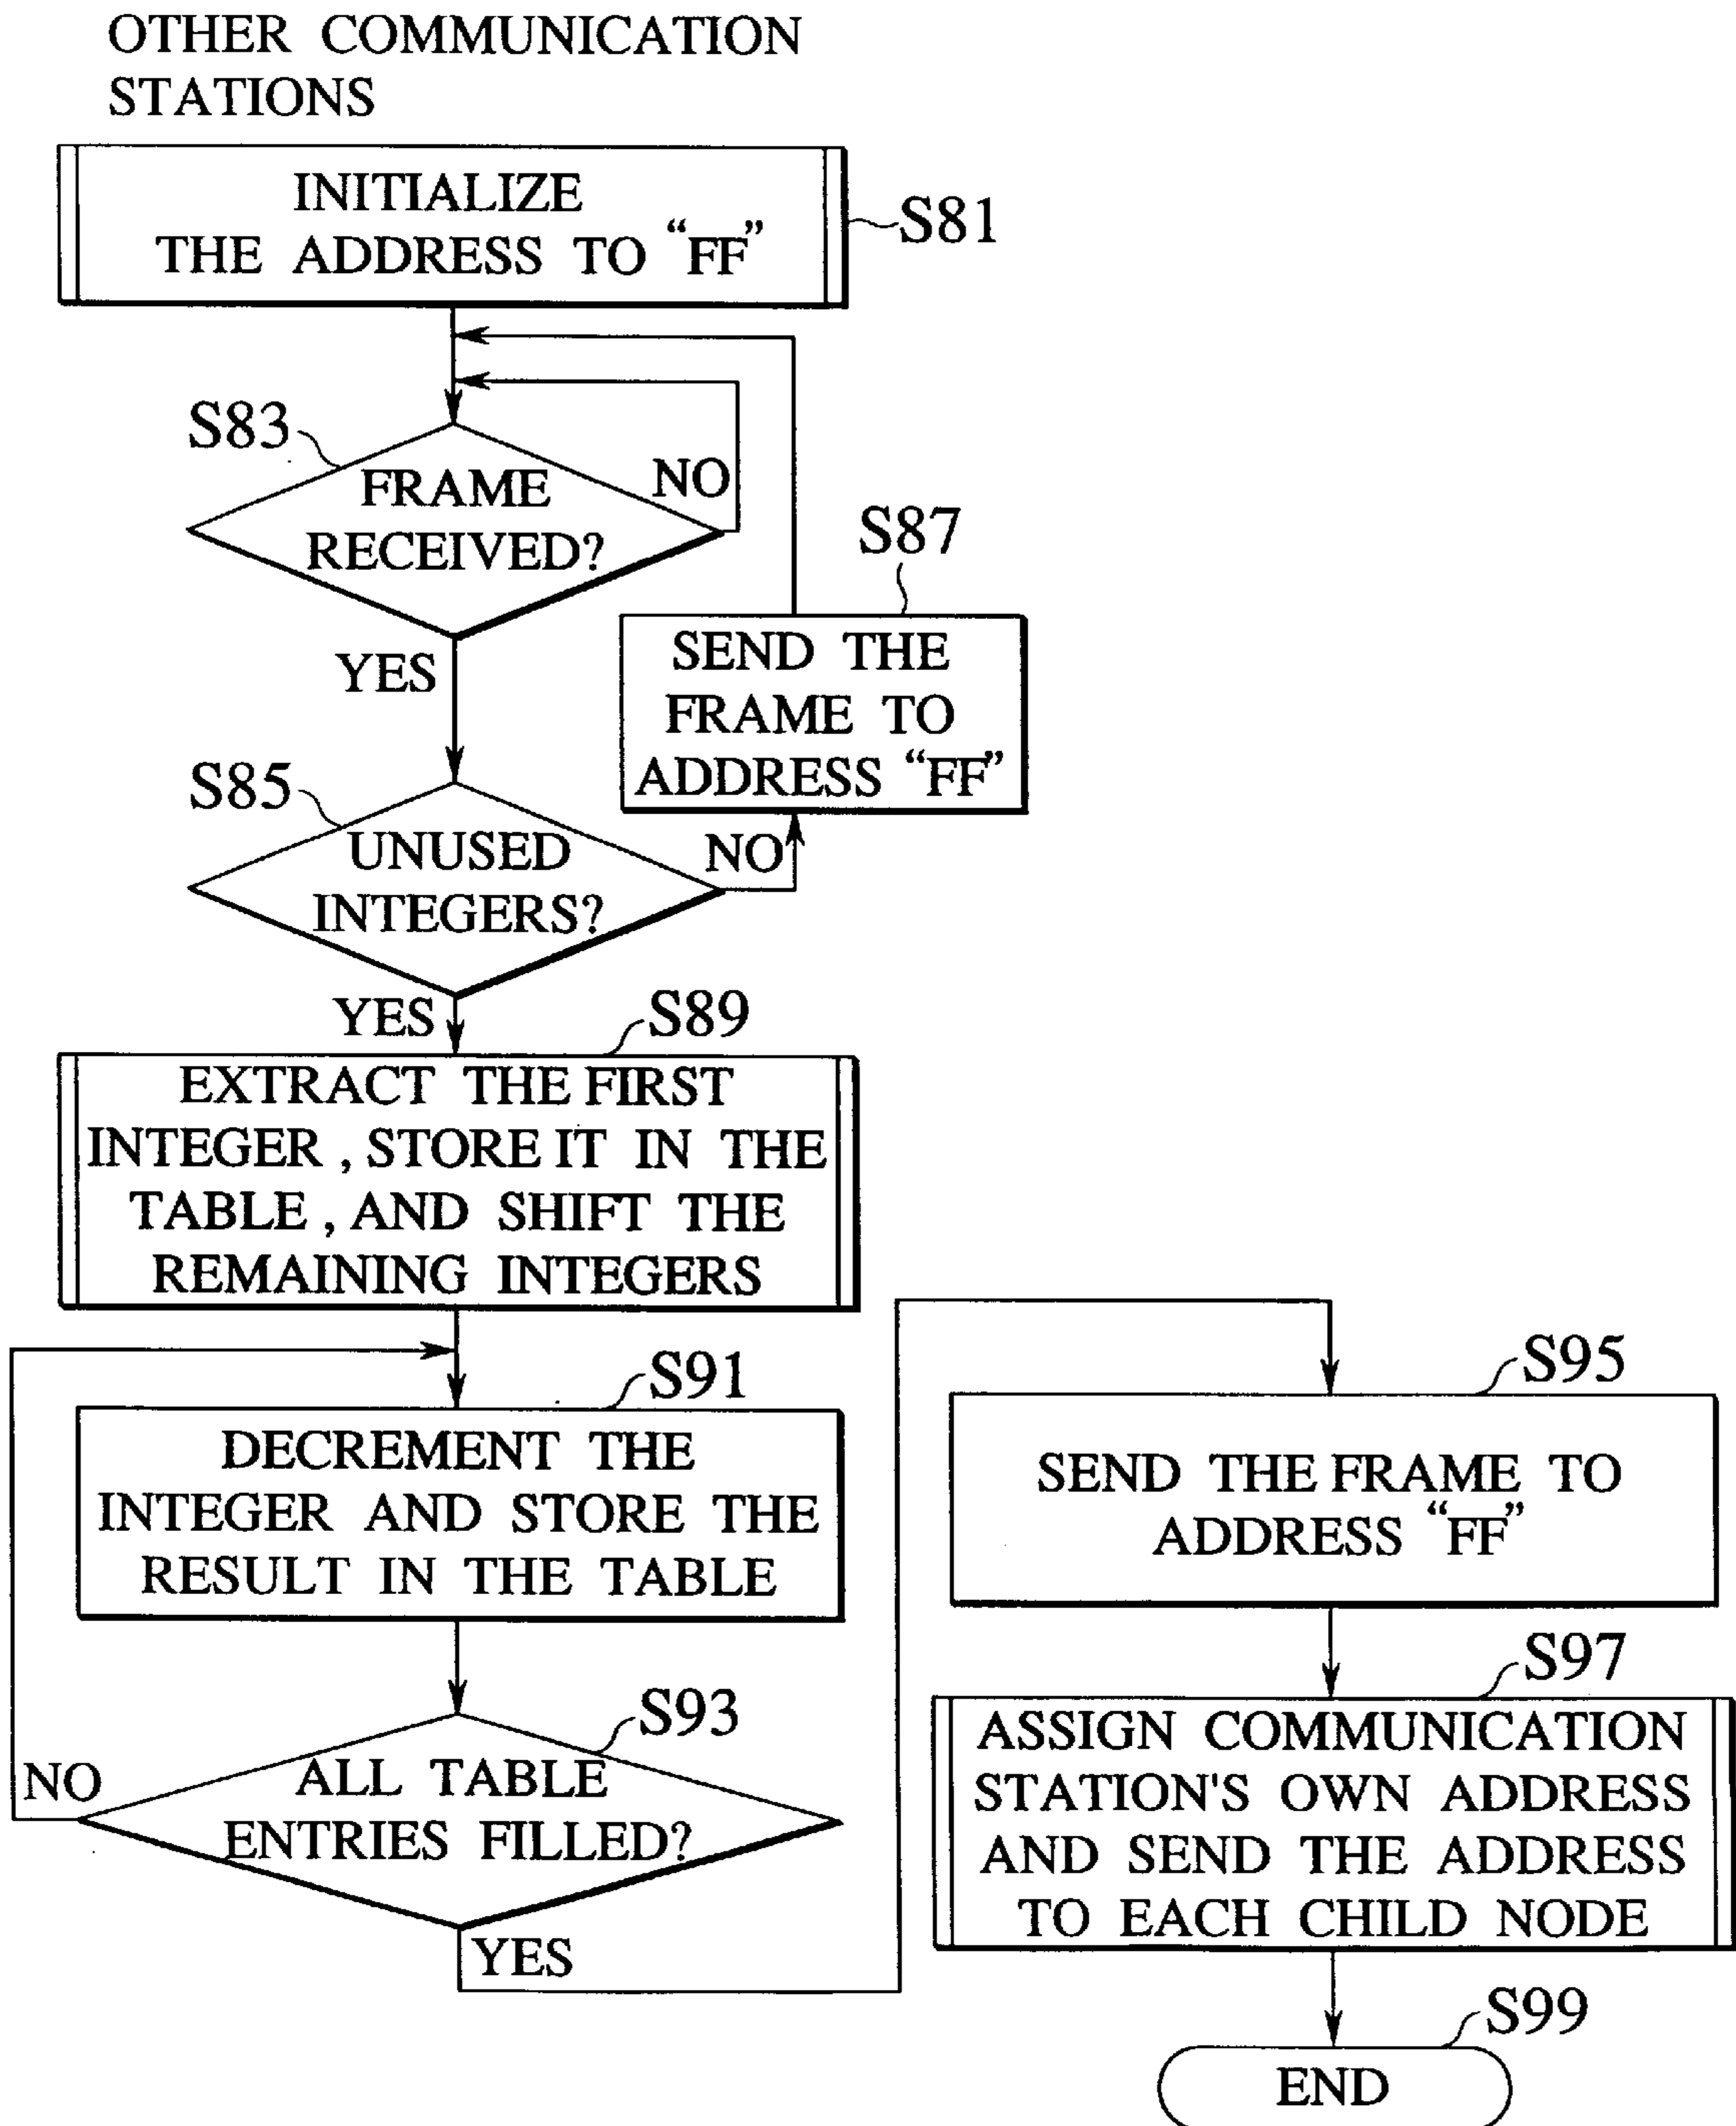 OTHER COMMUNICATION
STATIONS
INITIALIZE
THE ADDRESS TO “FF”
S81
S83
FRAME
RECEIVED?
NO
YES
S87
SEND THE
FRAME TO
ADDRESS “FF”
S85
UNUSED
INTEGERS?
NO
YES
S89
EXTRACT THE FIRST
INTEGER , STORE IT IN THE
TABLE , AND SHIFT THE
REMAINING INTEGERS
S91
DECREMENT THE
INTEGER AND STORE THE
RESULT IN THE TABLE
S93
ALL TABLE
ENTRIES FILLED?
NO
YES
S95
SEND THE FRAME TO
ADDRESS “FF”
S97
ASSIGN COMMUNICATION
STATION'S OWN ADDRESS
AND SEND THE ADDRESS
TO EACH CHILD NODE
S99
END